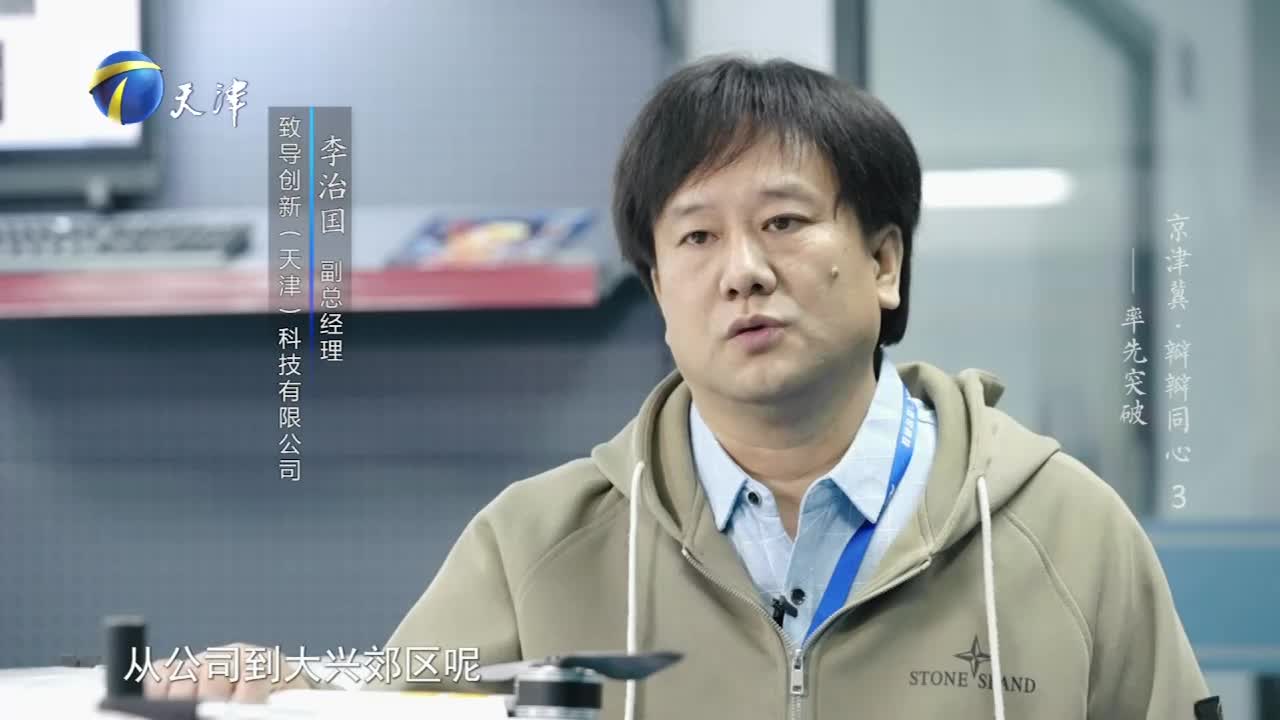 天津
李治国 副总经理
致导创新(天津)科技有限公司
京津冀·辩辩同心 3
——率先突破
STONE ISLAND
从公司到大兴郊区呢